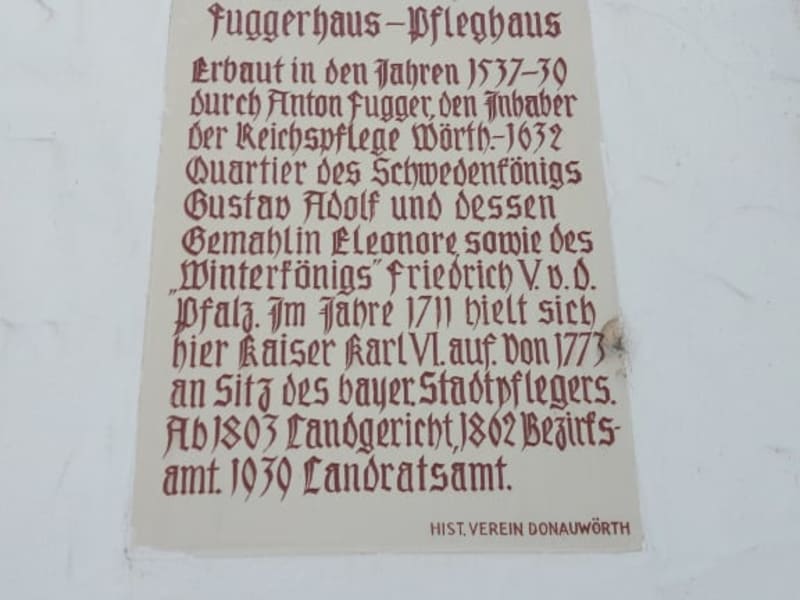 Fuggerhaus-Pfleghaus
Erbaut in den Jahren 1537-39
durch Anton Fugger, den Inhaber
der Reichspflege Wörth.-1632
Quartier des Schwedenkönigs
Gustav Adolf und dessen
Gemahlin Eleonore, sowie des
„Winterkönigs" Friedrich V. v. d.
Pfalz. Im Jahre 1711 hielt sich
hier Kaiser Karl VI. auf. Von 1773
an Sitz des bayer. Stadtpflegers.
Ab 1803 Landgericht, 1862 Bezirks-
amt. 1939 Landratsamt.
HIST. VEREIN DONAUWÖRTH